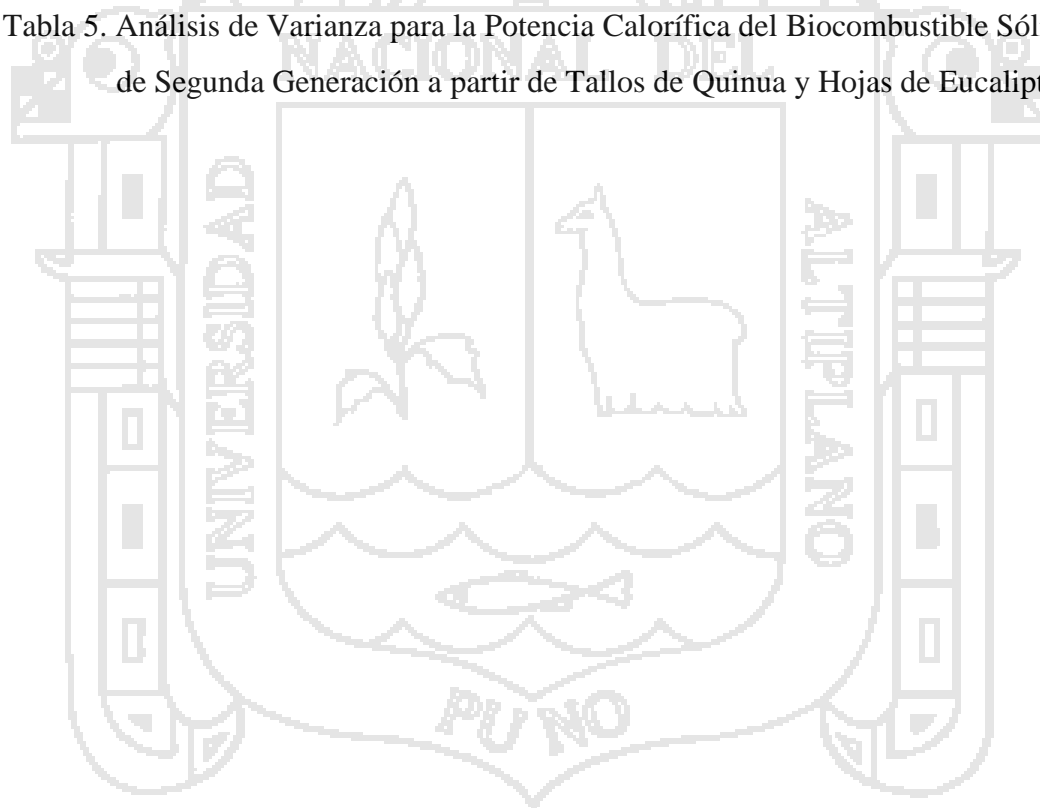 Tabla 5. Análisis de Varianza para la Potencia Calorífica del Biocombustible Sól
de Segunda Generación a partir de Tallos de Quinua y Hojas de Eucalipt
NACIONAL DEL
UNIVERSIDAD
ALTIPLANO
PUNO